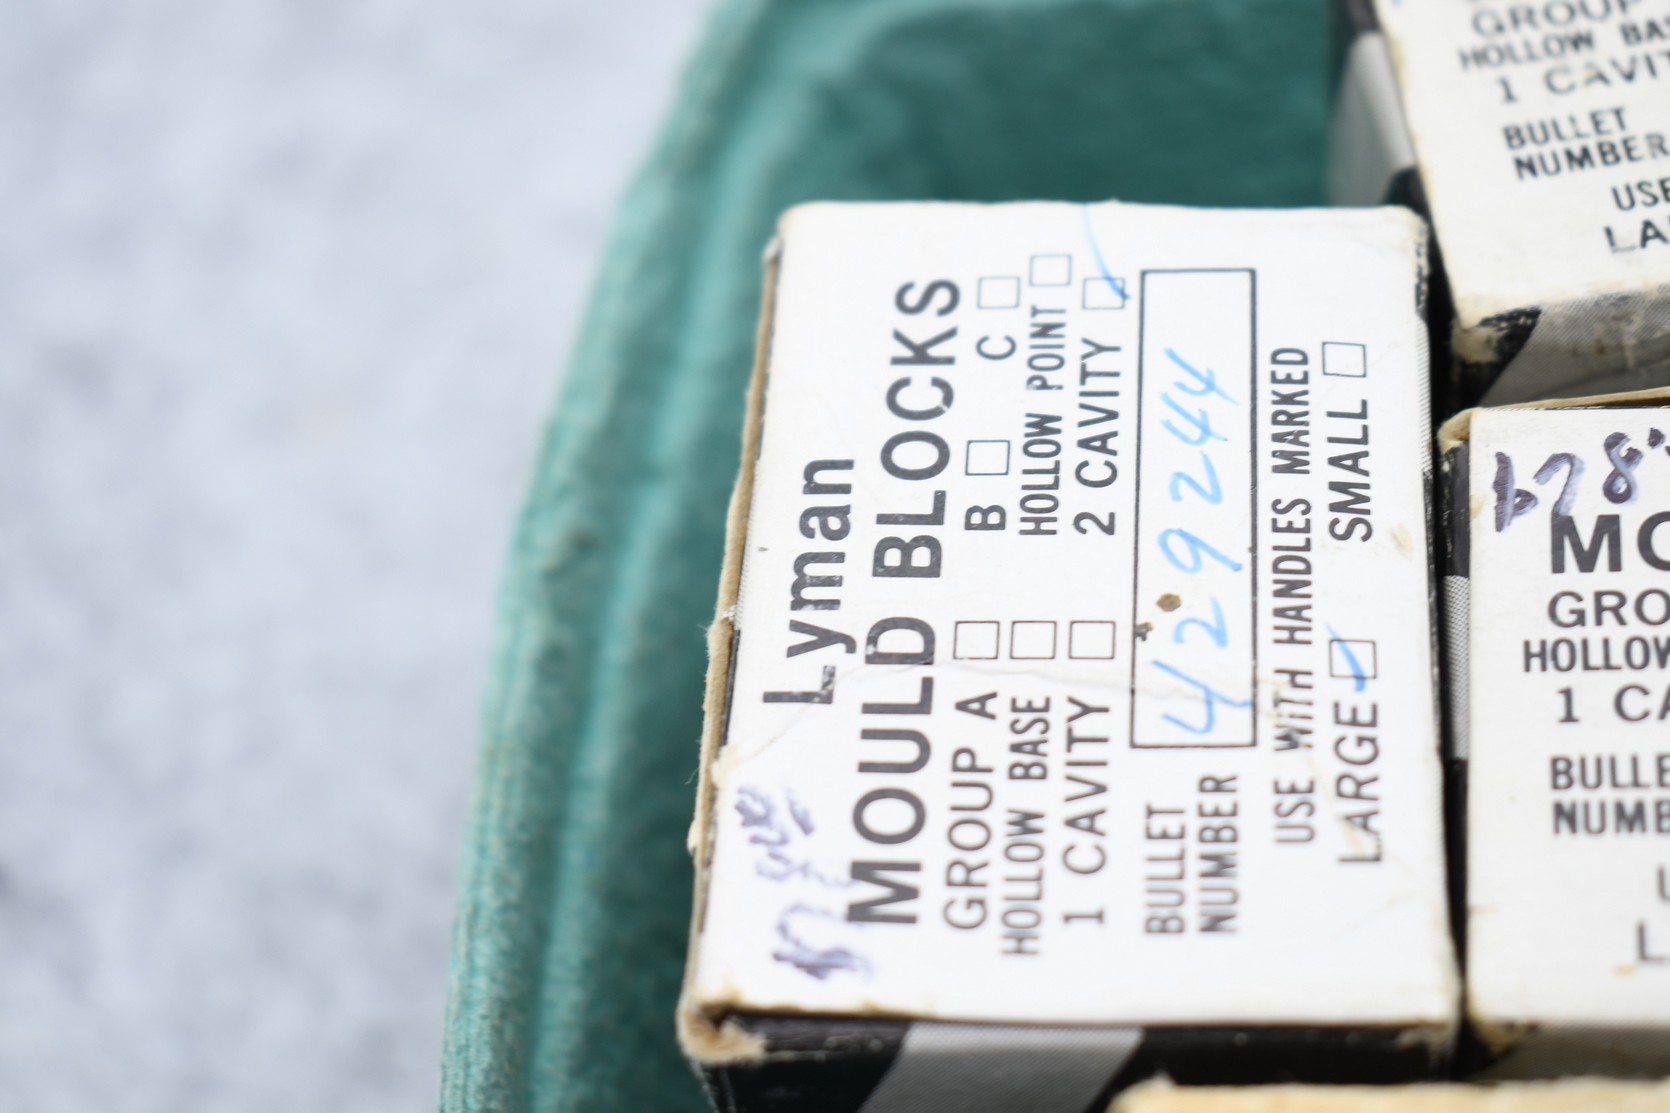 Lyman
MOULD BLOCKS
GROUP A B C
HOLLOW BASE HOLLOW POINT
1 CAVITY 2 CAVITY
BULLET
NUMBER 429244
USE WITH HANDLES MARKED
LARGE SMALL
GROUP
HOLLOW
1 CAVIT
BULLET
NUMBER
USE
LA
MO
GRO
HOLLOW
1 CA
BULLE
NUMB
L